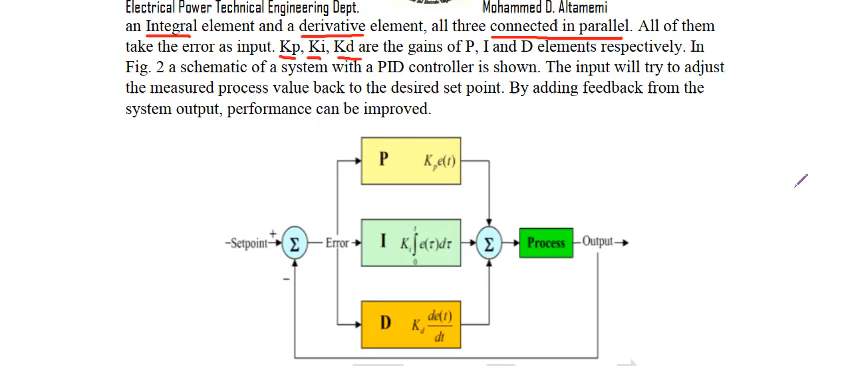 Electrical Power Technical Engineering Dept. Mohammed D. Altamemi
an Integral element and a derivative element, all three connected in parallel. All of them
take the error as input. Kp, Ki, Kd are the gains of P, I and D elements respectively. In
Fig. 2 a schematic of a system with a PID controller is shown. The input will try to adjust
the measured process value back to the desired set point. By adding feedback from the
system output, performance can be improved.
P K_p e(t)
-Setpoint + Σ Error I K_i ∫_0^t e(τ)dτ Σ Process Output
−
D K_d de(t)/dt